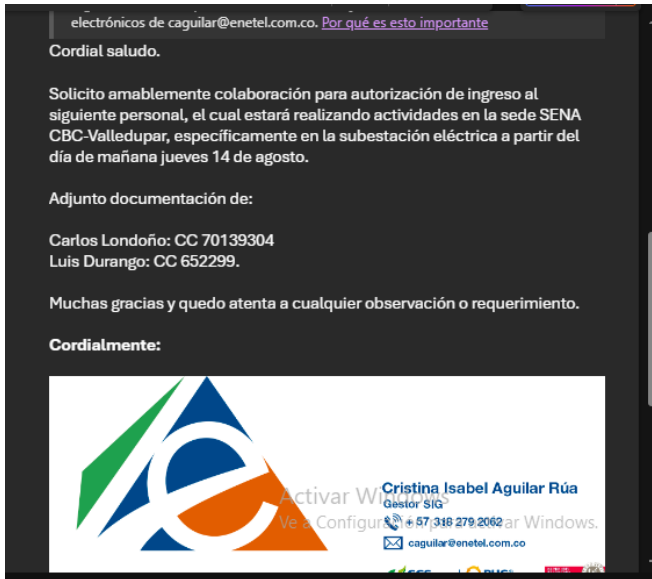 electrónicos de caguilar@enetel.com.co. Por qué es esto importante
Cordial saludo.
Solicito amablemente colaboración para autorización de ingreso al
siguiente personal, el cual estará realizando actividades en la sede SENA
CBC-Valledupar, específicamente en la subestación eléctrica a partir del
día de mañana jueves 14 de agosto.
Adjunto documentación de:
Carlos Londoño: CC 70139304
Luis Durango: CC 652299.
Muchas gracias y quedo atenta a cualquier observación o requerimiento.
Cordialmente:
e
Activar Windows
Cristina Isabel Aguilar Rúa
Gestor SIG
Ve a Configuración para activar Windows.
+ 57 318 279 2062
caguilar@enetel.com.co